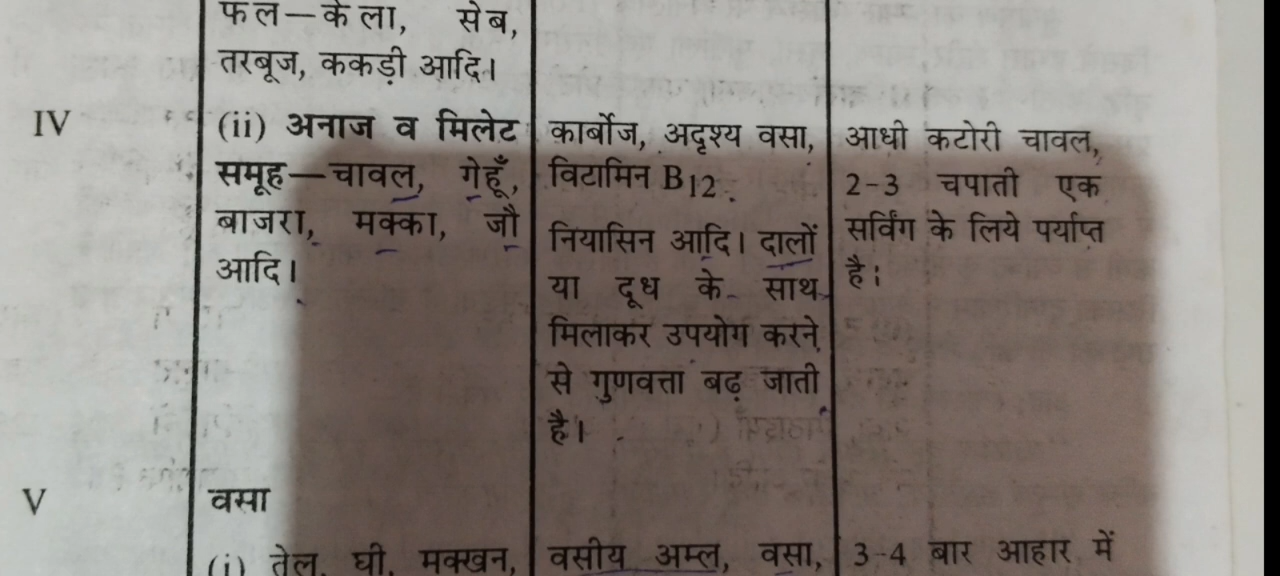 फल—केला, सेब,
तरबूज, ककड़ी आदि।
IV
(ii) अनाज व मिलेट
समूह—चावल, गेहूँ,
बाजरा, मक्का, जौ
आदि।
कार्बोज, अदृश्य वसा,
विटामिन B12
नियासिन आदि। दालों
या दूध के साथ
मिलाकर उपयोग करने
से गुणवत्ता बढ़ जाती
है।
आधी कटोरी चावल,
2-3 चपाती एक
सर्विंग के लिये पर्याप्त
है।
V
वसा
(i) तेल, घी, मक्खन,
वसीय अम्ल, वसा,
3-4 बार आहार में